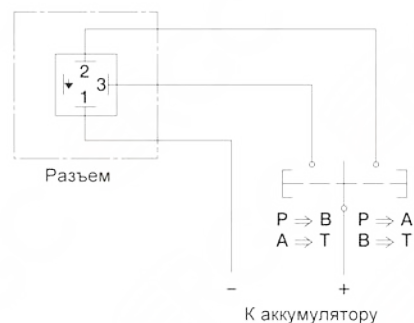 2
3
1
Разъем
P ⇒ B P ⇒ A
A ⇒ T B ⇒ T
− +
К аккумулятору